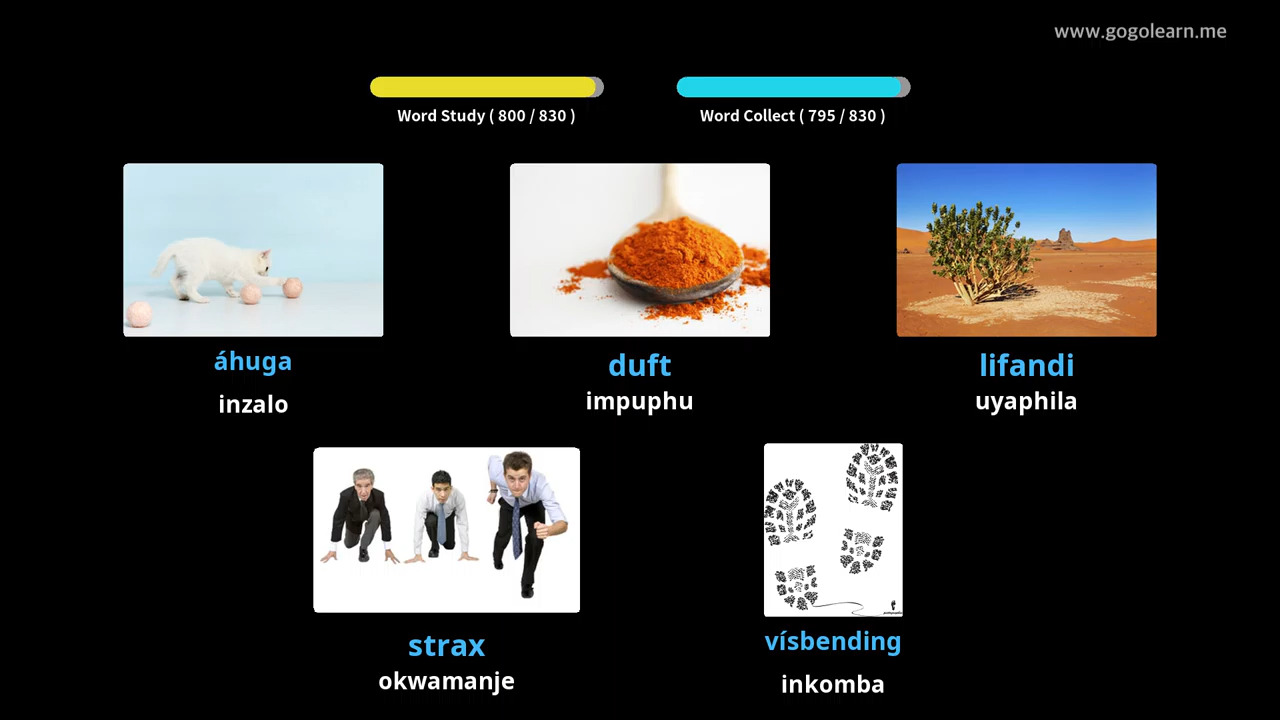 www.gogolearn.me
Word Study ( 800 / 830 )
Word Collect ( 795 / 830 )
áhuga
inzalo
duft
impuphu
lifandi
uyaphila
strax
okwamanje
vísbending
inkomba